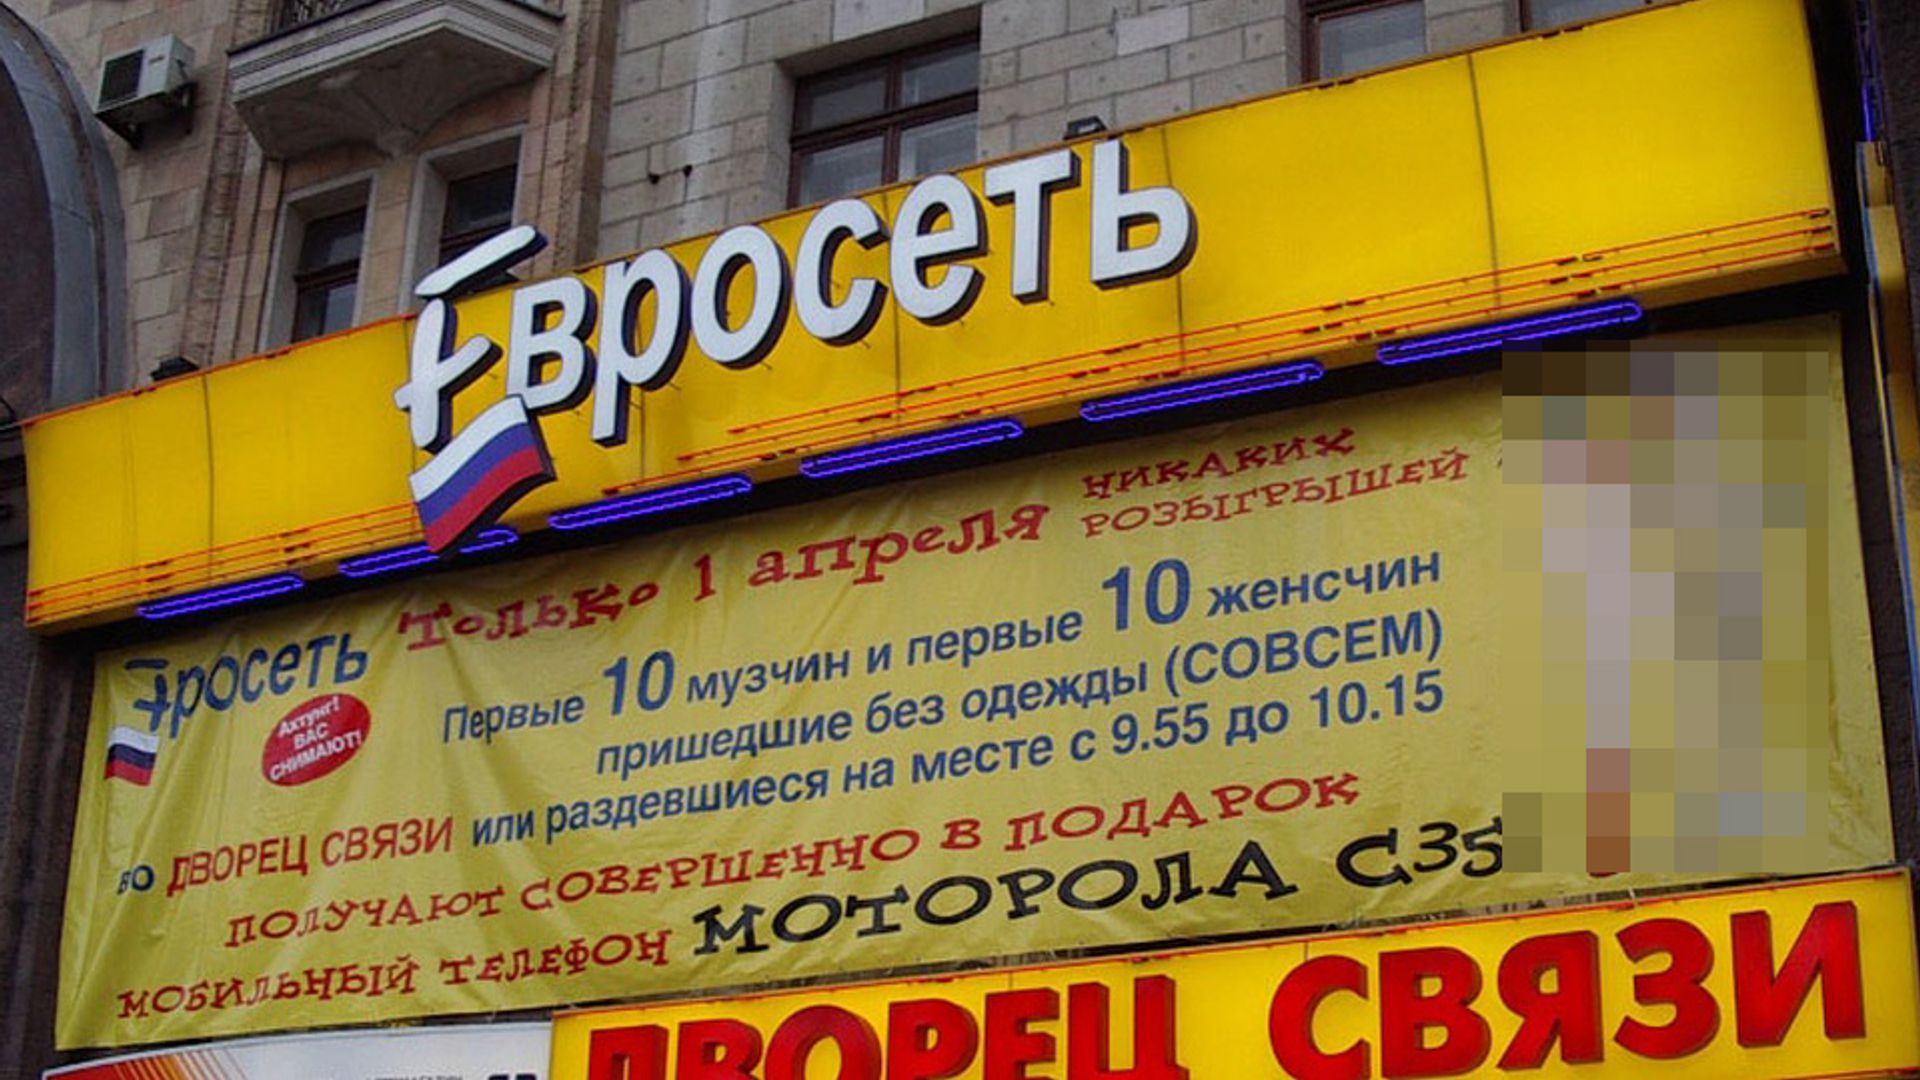 Евросеть
Только 1 апреля никаких розыгрышей
Евросеть
Ахтунг!
ВАС
СНИМАЮТ!
Первые 10 музчин и первые 10 женсчин
пришедшие без одежды (СОВСЕМ)
во ДВОРЕЦ СВЯЗИ или раздевшиеся на месте с 9.55 до 10.15
ПОЛУЧАЮТ СОВЕРШЕННО В ПОДАРОК
МОБИЛЬНЫЙ ТЕЛЕФОН МОТОРОЛА С35
ДВОРЕЦ СВЯЗИ